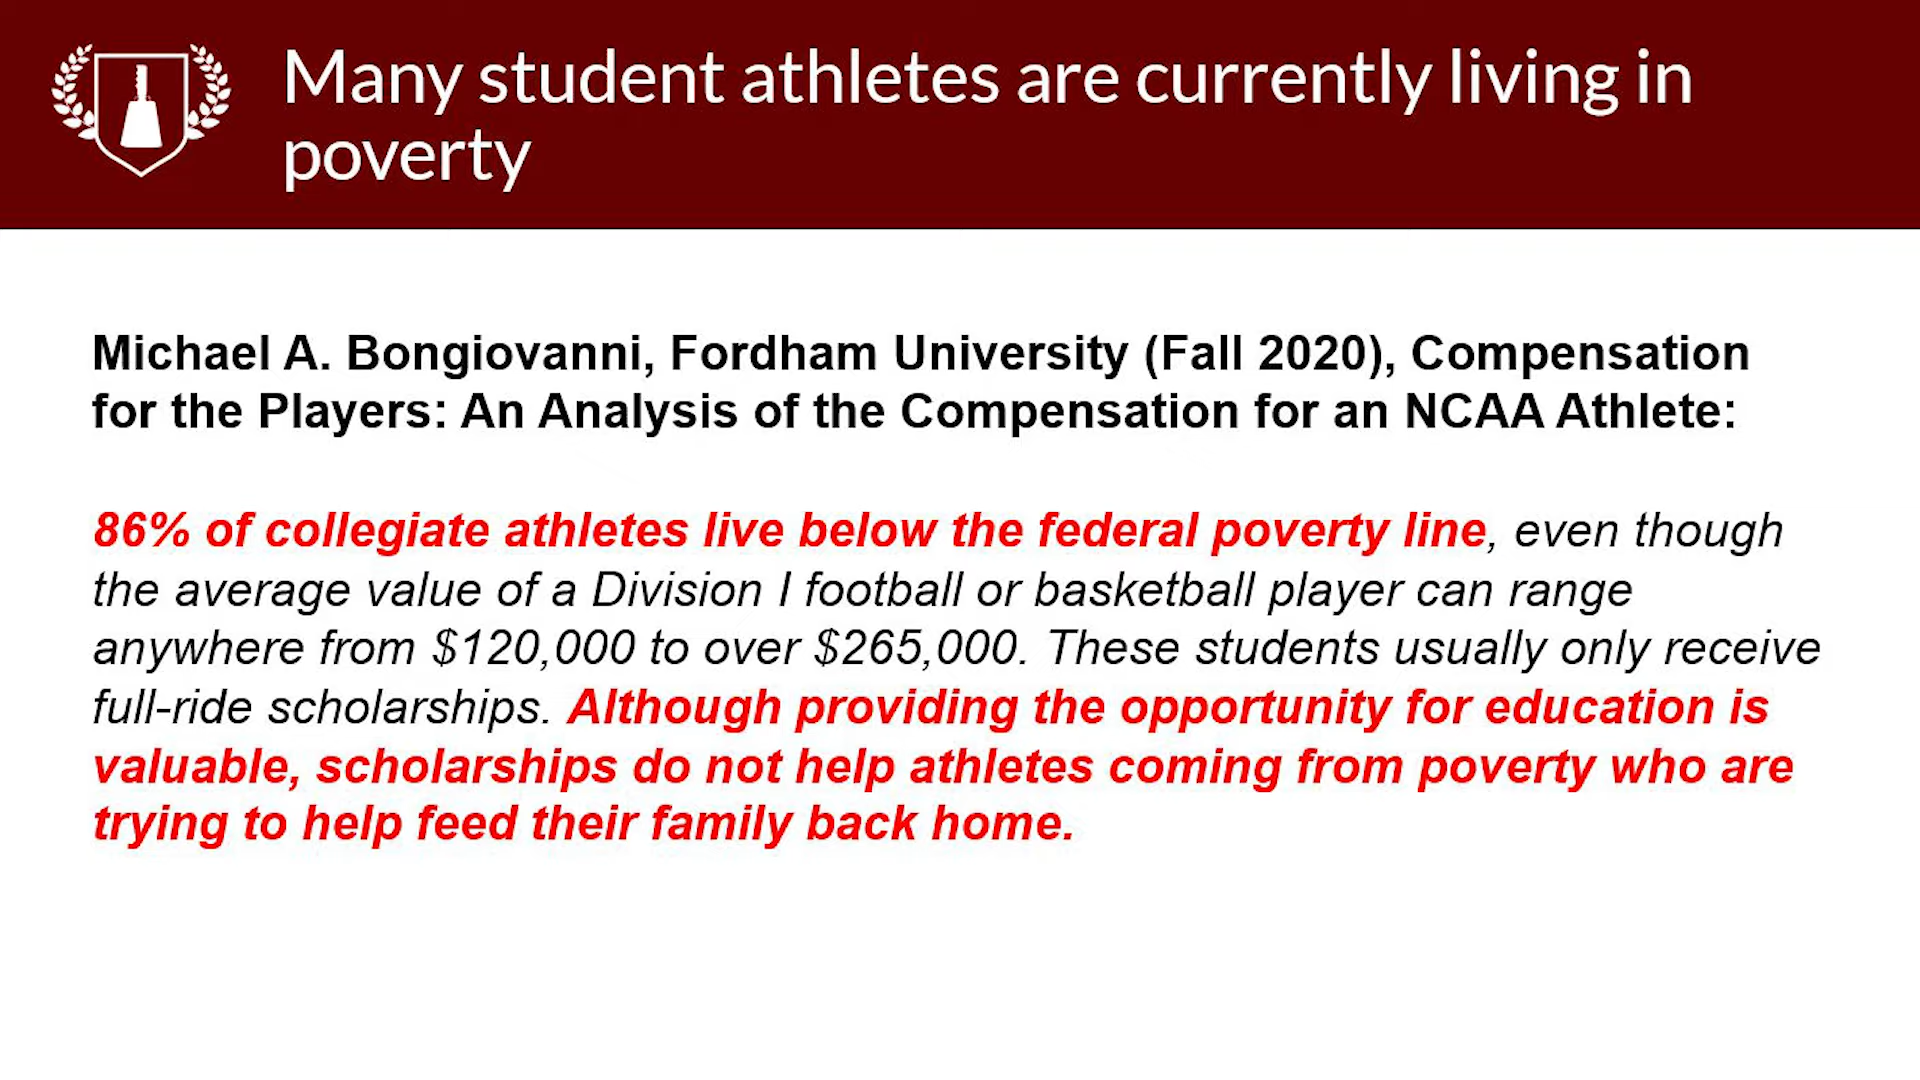 Many student athletes are currently living in
poverty
Michael A. Bongiovanni, Fordham University (Fall 2020), Compensation
for the Players: An Analysis of the Compensation for an NCAA Athlete:
86% of collegiate athletes live below the federal poverty line, even though
the average value of a Division I football or basketball player can range
anywhere from $120,000 to over $265,000. These students usually only receive
full-ride scholarships. Although providing the opportunity for education is
valuable, scholarships do not help athletes coming from poverty who are
trying to help feed their family back home.